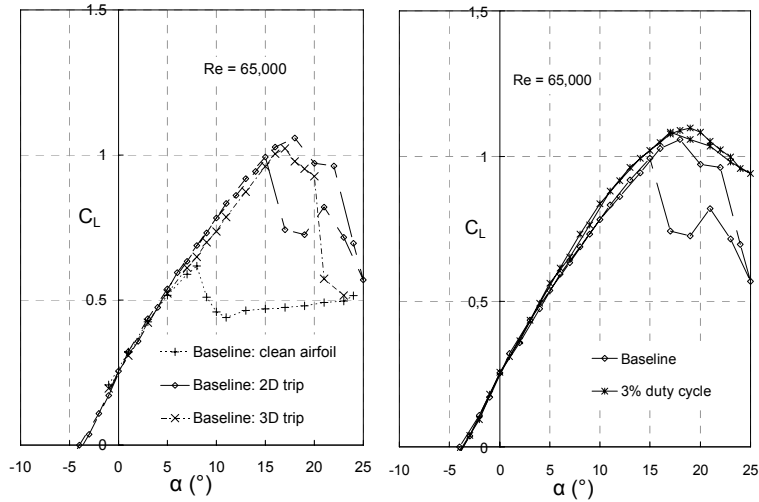 1.5
Re = 65,000
1
C_L
0.5
Baseline: clean airfoil
Baseline: 2D trip
Baseline: 3D trip
0
-10 -5 0 5 10 15 20 25
α (°)
1,5
Re = 65,000
1
C_L
0,5
Baseline
3% duty cycle
0
-10 -5 0 5 10 15 20 25
α (°)